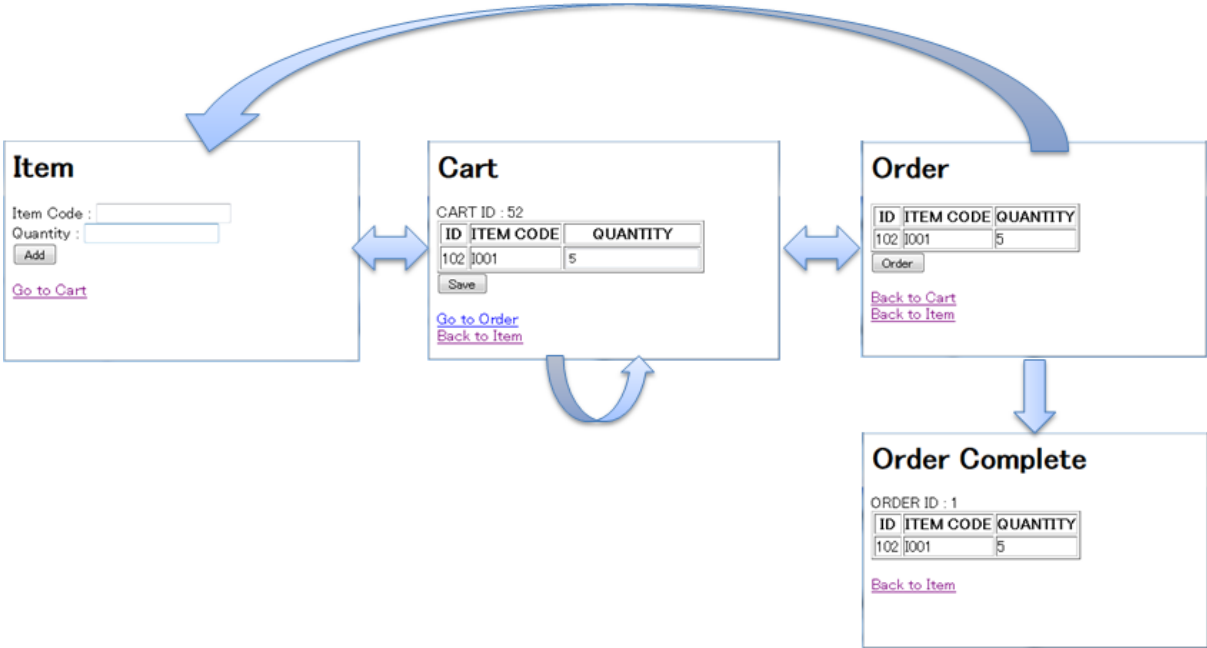 Item
Item Code :
Quantity :
Add
Go to Cart
Cart
CART ID : 52
ID ITEM CODE QUANTITY
102 I001 5
Save
Go to Order
Back to Item
Order
ID ITEM CODE QUANTITY
102 I001 5
Order
Back to Cart
Back to Item
Order Complete
ORDER ID : 1
ID ITEM CODE QUANTITY
102 I001 5
Back to Item